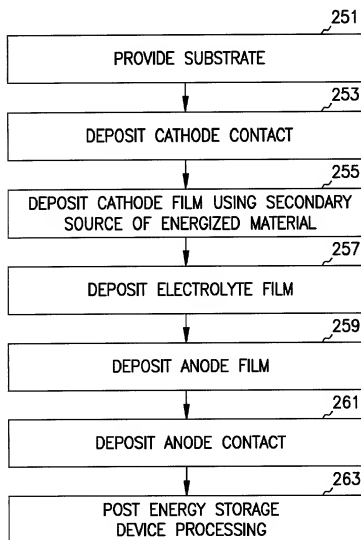 251
PROVIDE SUBSTRATE
253
DEPOSIT CATHODE CONTACT
255
DEPOSIT CATHODE FILM USING SECONDARY
SOURCE OF ENERGIZED MATERIAL
257
DEPOSIT ELECTROLYTE FILM
259
DEPOSIT ANODE FILM
261
DEPOSIT ANODE CONTACT
263
POST ENERGY STORAGE
DEVICE PROCESSING